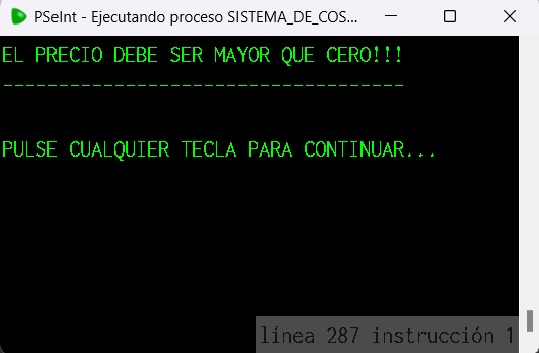 PSeInt - Ejecutando proceso SISTEMA_DE_COS...
EL PRECIO DEBE SER MAYOR QUE CERO!!!
------------------------------------
PULSE CUALQUIER TECLA PARA CONTINUAR...
línea 287 instrucción 1